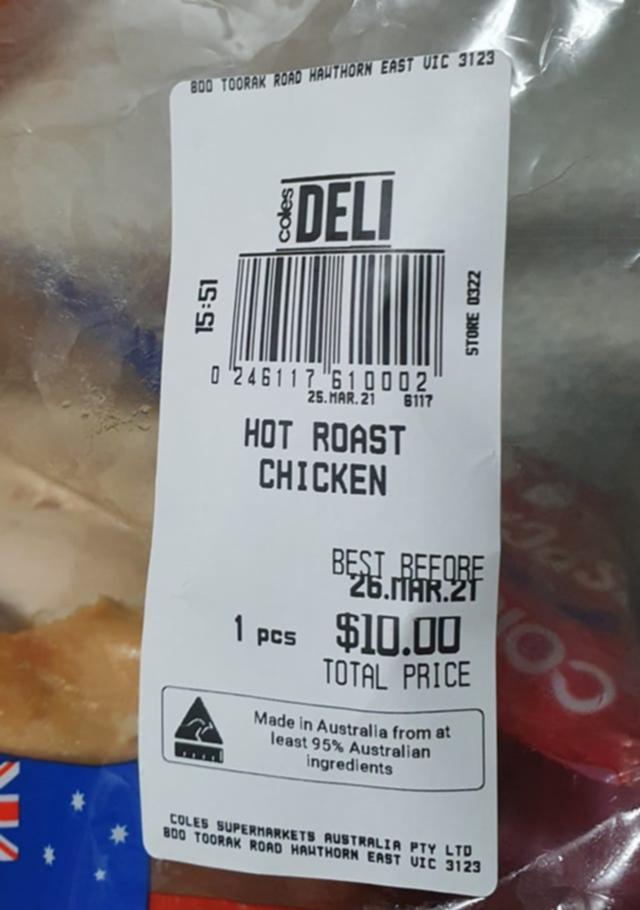 800 TOORAK ROAD HAWTHORN EAST VIC 3123
coles DELI
15:51
STORE 0322
0 246117 610002
25.MAR.21 6117
HOT ROAST
CHICKEN
BEST BEFORE
26.MAR.21
1 pcs $10.00
TOTAL PRICE
Made in Australia from at
least 95% Australian
ingredients
COLES SUPERMARKETS AUSTRALIA PTY LTD
800 TOORAK ROAD HAWTHORN EAST VIC 3123